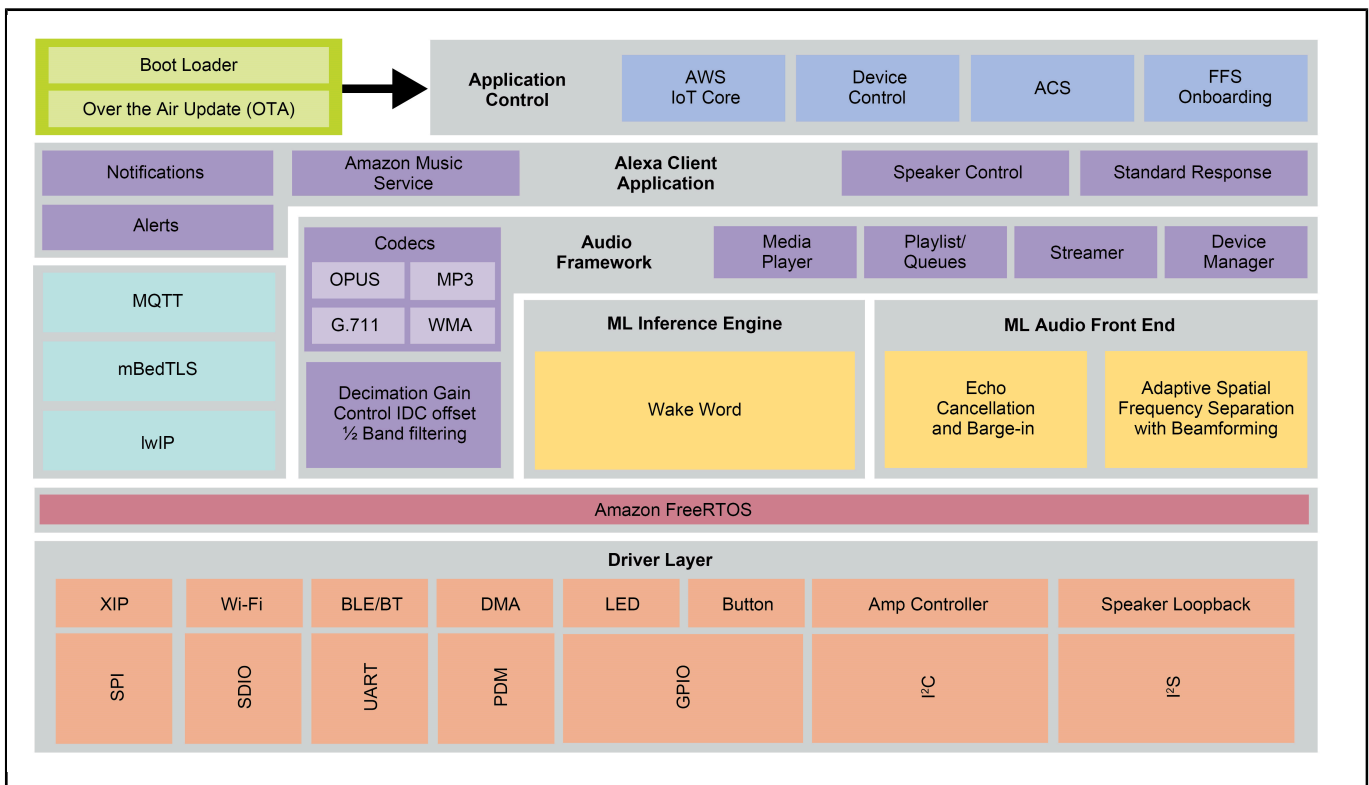 Boot Loader
Over the Air Update (OTA)
Application
Control
AWS
IoT Core
Device
Control
ACS
FFS
Onboarding
Notifications
Alerts
Amazon Music
Service
Alexa Client
Application
Speaker Control
Standard Response
Codecs
OPUS
MP3
G.711
WMA
Audio
Framework
Media
Player
Playlist/
Queues
Streamer
Device
Manager
MQTT
mBedTLS
lwIP
Decimation Gain
Control IDC offset
½ Band filtering
ML Inference Engine
Wake Word
ML Audio Front End
Echo
Cancellation
and Barge-in
Adaptive Spatial
Frequency Separation
with Beamforming
Amazon FreeRTOS
Driver Layer
XIP
Wi-Fi
BLE/BT
DMA
LED
Button
Amp Controller
Speaker Loopback
SPI
SDIO
UART
PDM
GPIO
I²C
I²S